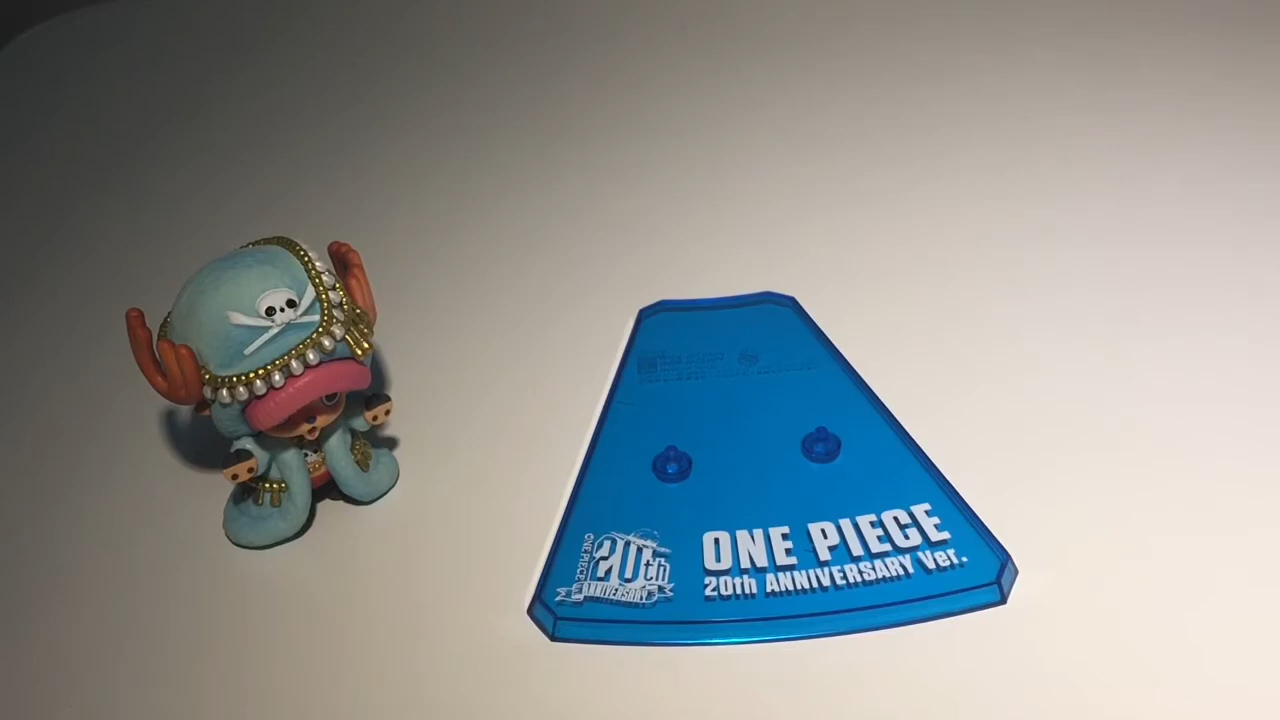 ONE PIECE
20th
ANNIVERSARY
ONE PIECE
20th ANNIVERSARY Ver.